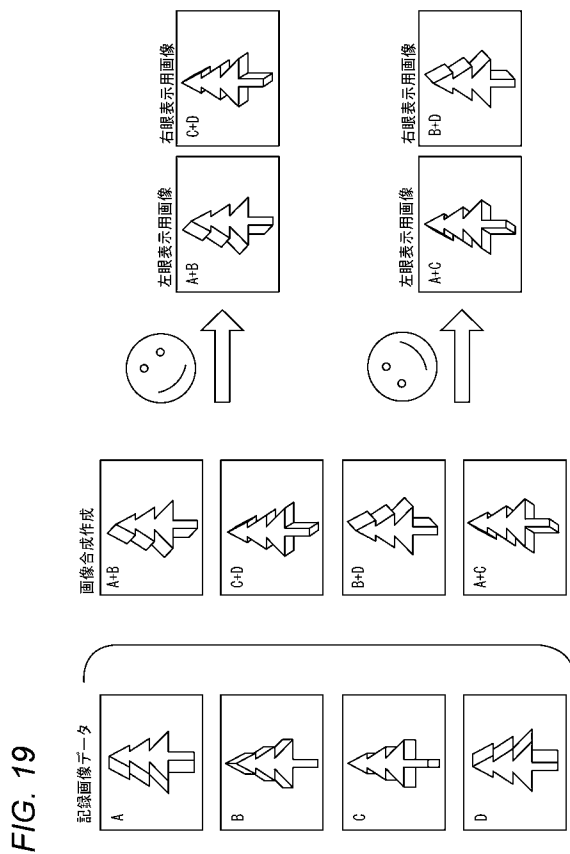 FIG. 19
記録画像データ
A
B
C
D
画像合成作成
A+B
C+D
B+D
A+C
左眼表示用画像
A+B
右眼表示用画像
C+D
左眼表示用画像
A+C
右眼表示用画像
B+D